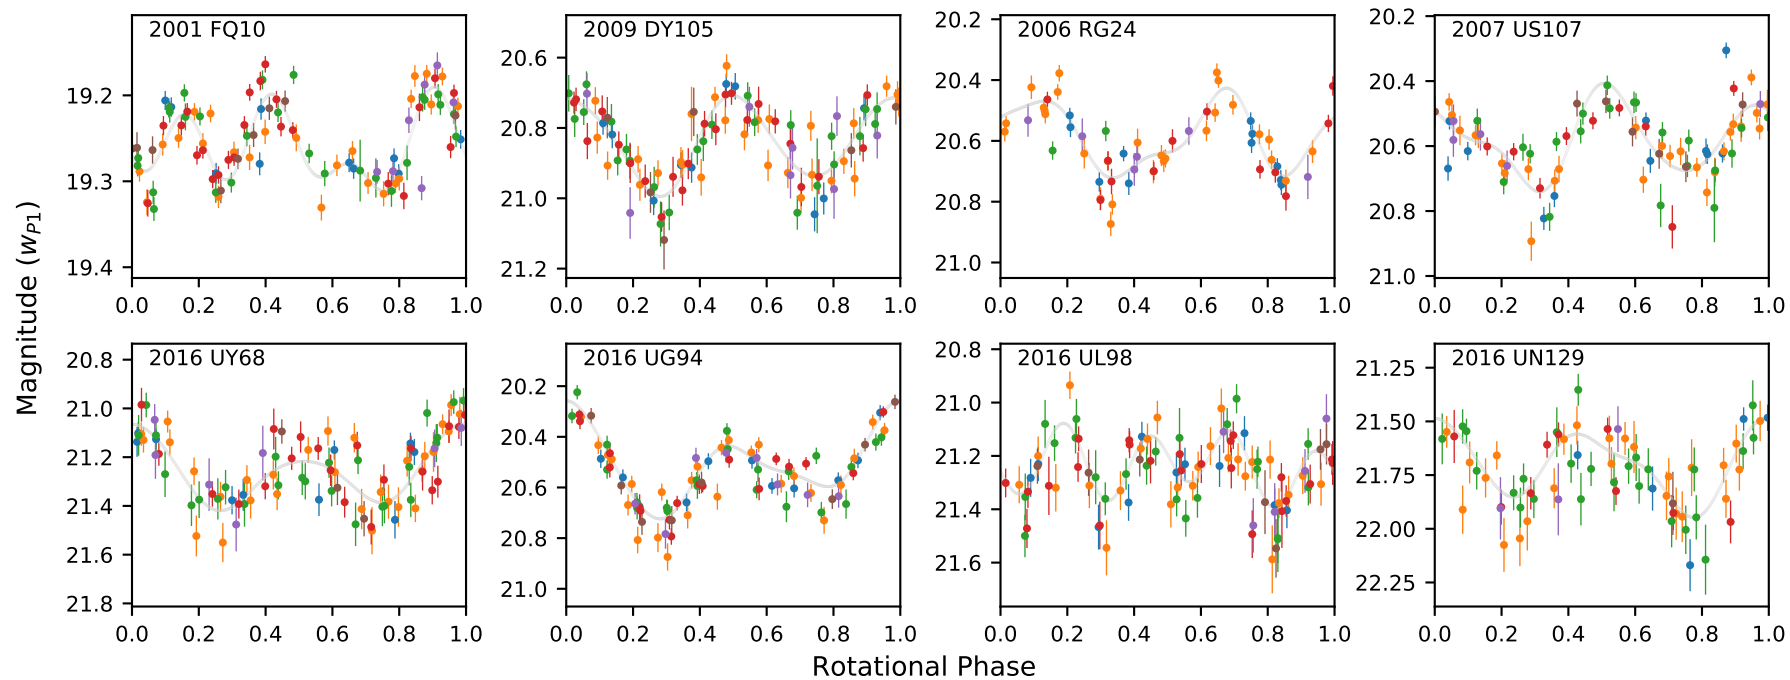 2001 FQ10
19.2
19.3
19.4
0.0 0.2 0.4 0.6 0.8 1.0
2009 DY105
20.6
20.8
21.0
21.2
0.0 0.2 0.4 0.6 0.8 1.0
2006 RG24
20.2
20.4
20.6
20.8
21.0
0.0 0.2 0.4 0.6 0.8 1.0
2007 US107
20.2
20.4
20.6
20.8
21.0
0.0 0.2 0.4 0.6 0.8 1.0
Magnitude (w_{P1})
2016 UY68
20.8
21.0
21.2
21.4
21.6
21.8
0.0 0.2 0.4 0.6 0.8 1.0
2016 UG94
20.2
20.4
20.6
20.8
21.0
0.0 0.2 0.4 0.6 0.8 1.0
2016 UL98
20.8
21.0
21.2
21.4
21.6
0.0 0.2 0.4 0.6 0.8 1.0
2016 UN129
21.25
21.50
21.75
22.00
22.25
0.0 0.2 0.4 0.6 0.8 1.0
Rotational Phase